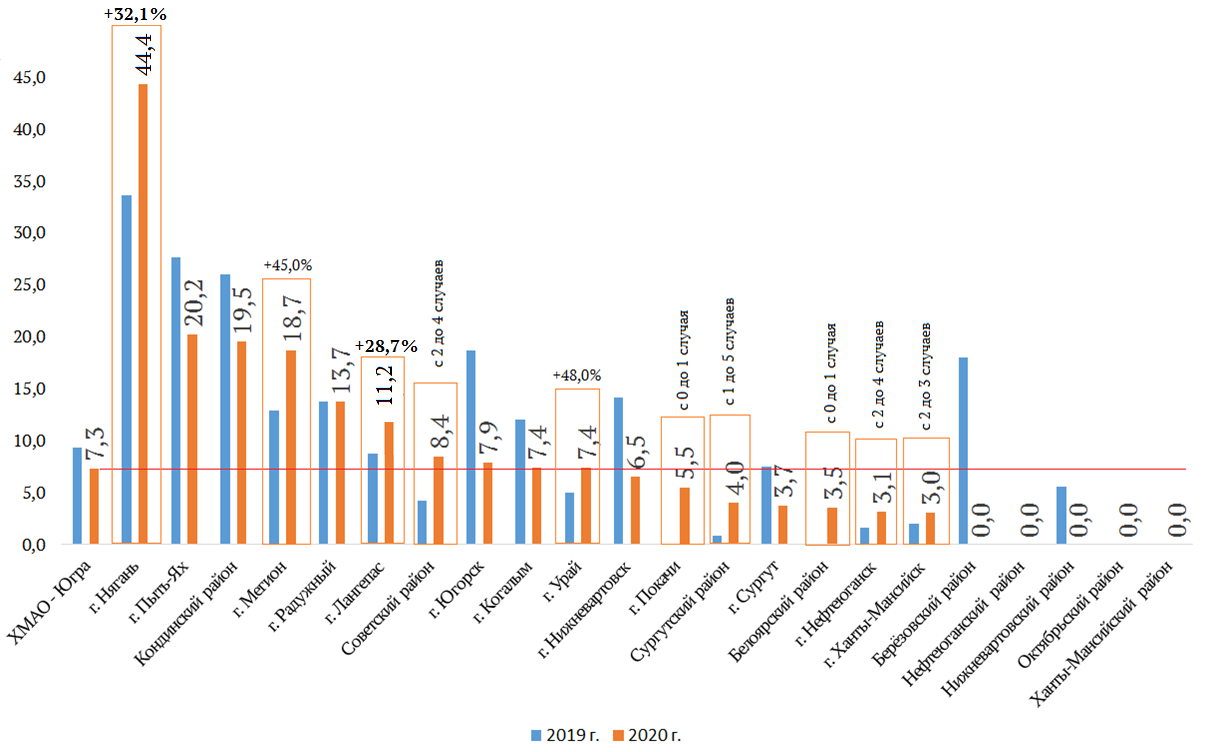 +32,1%
44,4
45,0
40,0
35,0
30,0
25,0
20,0
15,0
10,0
5,0
0,0
7,3
20,2
19,5
+45,0%
18,7
13,7
+28,7%
11,2
с 2 до 4 случаев
8,4
7,9
7,4
+48,0%
7,4
6,5
с 0 до 1 случая
5,5
с 1 до 5 случаев
4,0
3,7
с 0 до 1 случая
3,5
с 2 до 4 случаев
3,1
с 2 до 3 случаев
3,0
0,0
0,0
0,0
0,0
0,0
ХМАО - Югра
г. Нягань
г. Пыть-Ях
Кондинский район
г. Мегион
г. Радужный
г. Лангепас
Советский район
г. Югорск
г. Когалым
г. Урай
г. Нижневартовск
г. Покачи
Сургутский район
г. Сургут
Белоярский район
г. Нефтеюганск
г. Ханты-Мансийск
Берёзовский район
Нефтеюганский район
Нижневартовский район
Октябрьский район
Ханты-Мансийский район
2019 г.
2020 г.